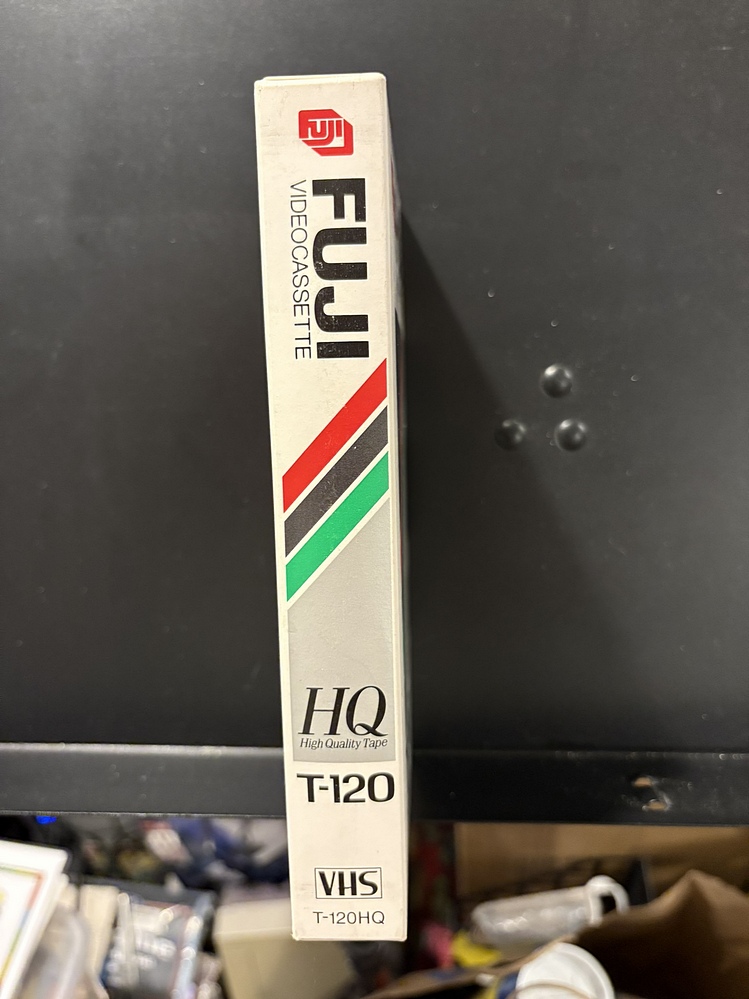 FUJI
FUJI
VIDEOCASSETTE
HQ
High Quality Tape
T-120
VHS
T-120HQ